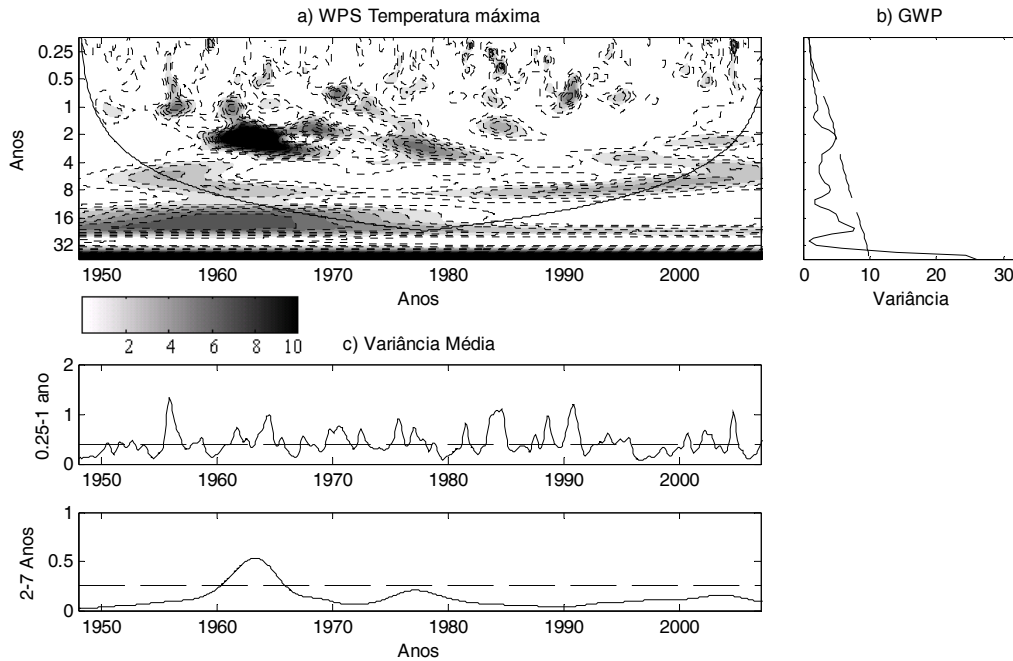 a) WPS Temperatura máxima
Anos
0.25
0.5
1
2
4
8
16
32
1950 1960 1970 1980 1990 2000
Anos
2 4 6 8 10
b) GWP
0 10 20 30
Variância
c) Variância Média
0.25-1 ano
2
1
0
1950 1960 1970 1980 1990 2000
2-7 Anos
1
0.5
0
1950 1960 1970 1980 1990 2000
Anos